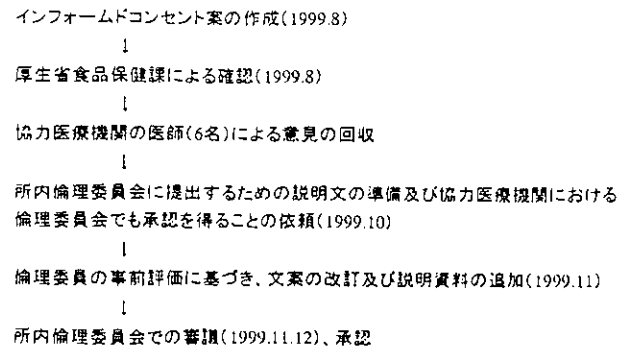 インフォームドコンセント案の作成(1999.8)
↓
厚生省食品保健課による確認(1999.8)
↓
協力医療機関の医師(6名)による意見の回収
↓
所内倫理委員会に提出するための説明文の準備及び協力医療機関における
倫理委員会でも承認を得ることの依頼(1999.10)
↓
倫理委員の事前評価に基づき、文案の改訂及び説明資料の追加(1999.11)
↓
所内倫理委員会での審議(1999.11.12)、承認